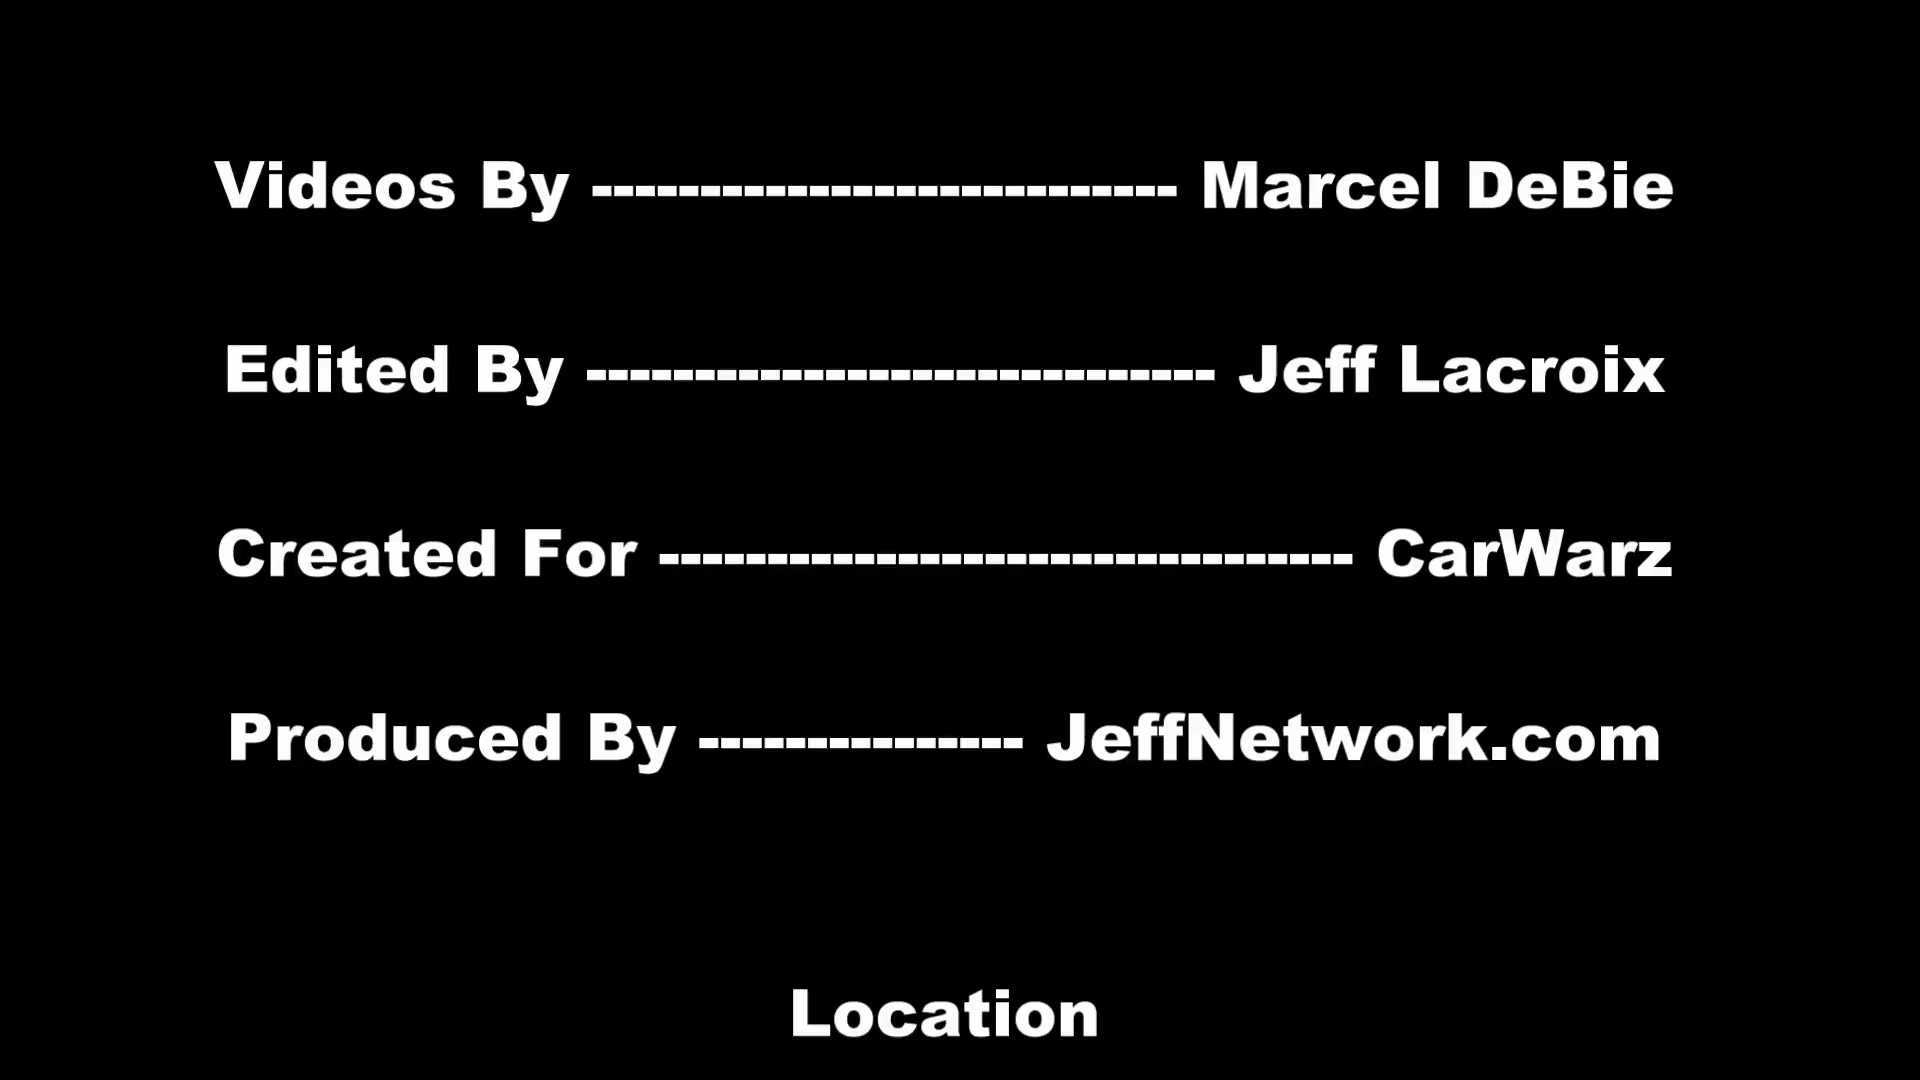 Videos By --------------------------- Marcel DeBie
Edited By ----------------------------- Jeff Lacroix
Created For -------------------------------- CarWarz
Produced By --------------- JeffNetwork.com
Location